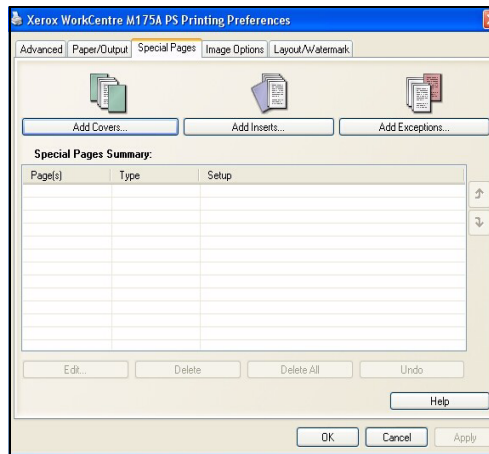 Xerox WorkCentre M175A PS Printing Preferences
Advanced Paper/Output Special Pages Image Options Layout/Watermark
Add Covers... Add Inserts... Add Exceptions...
Special Pages Summary:
Page(s) Type Setup
Edit... Delete Delete All Undo
Help
OK Cancel Apply